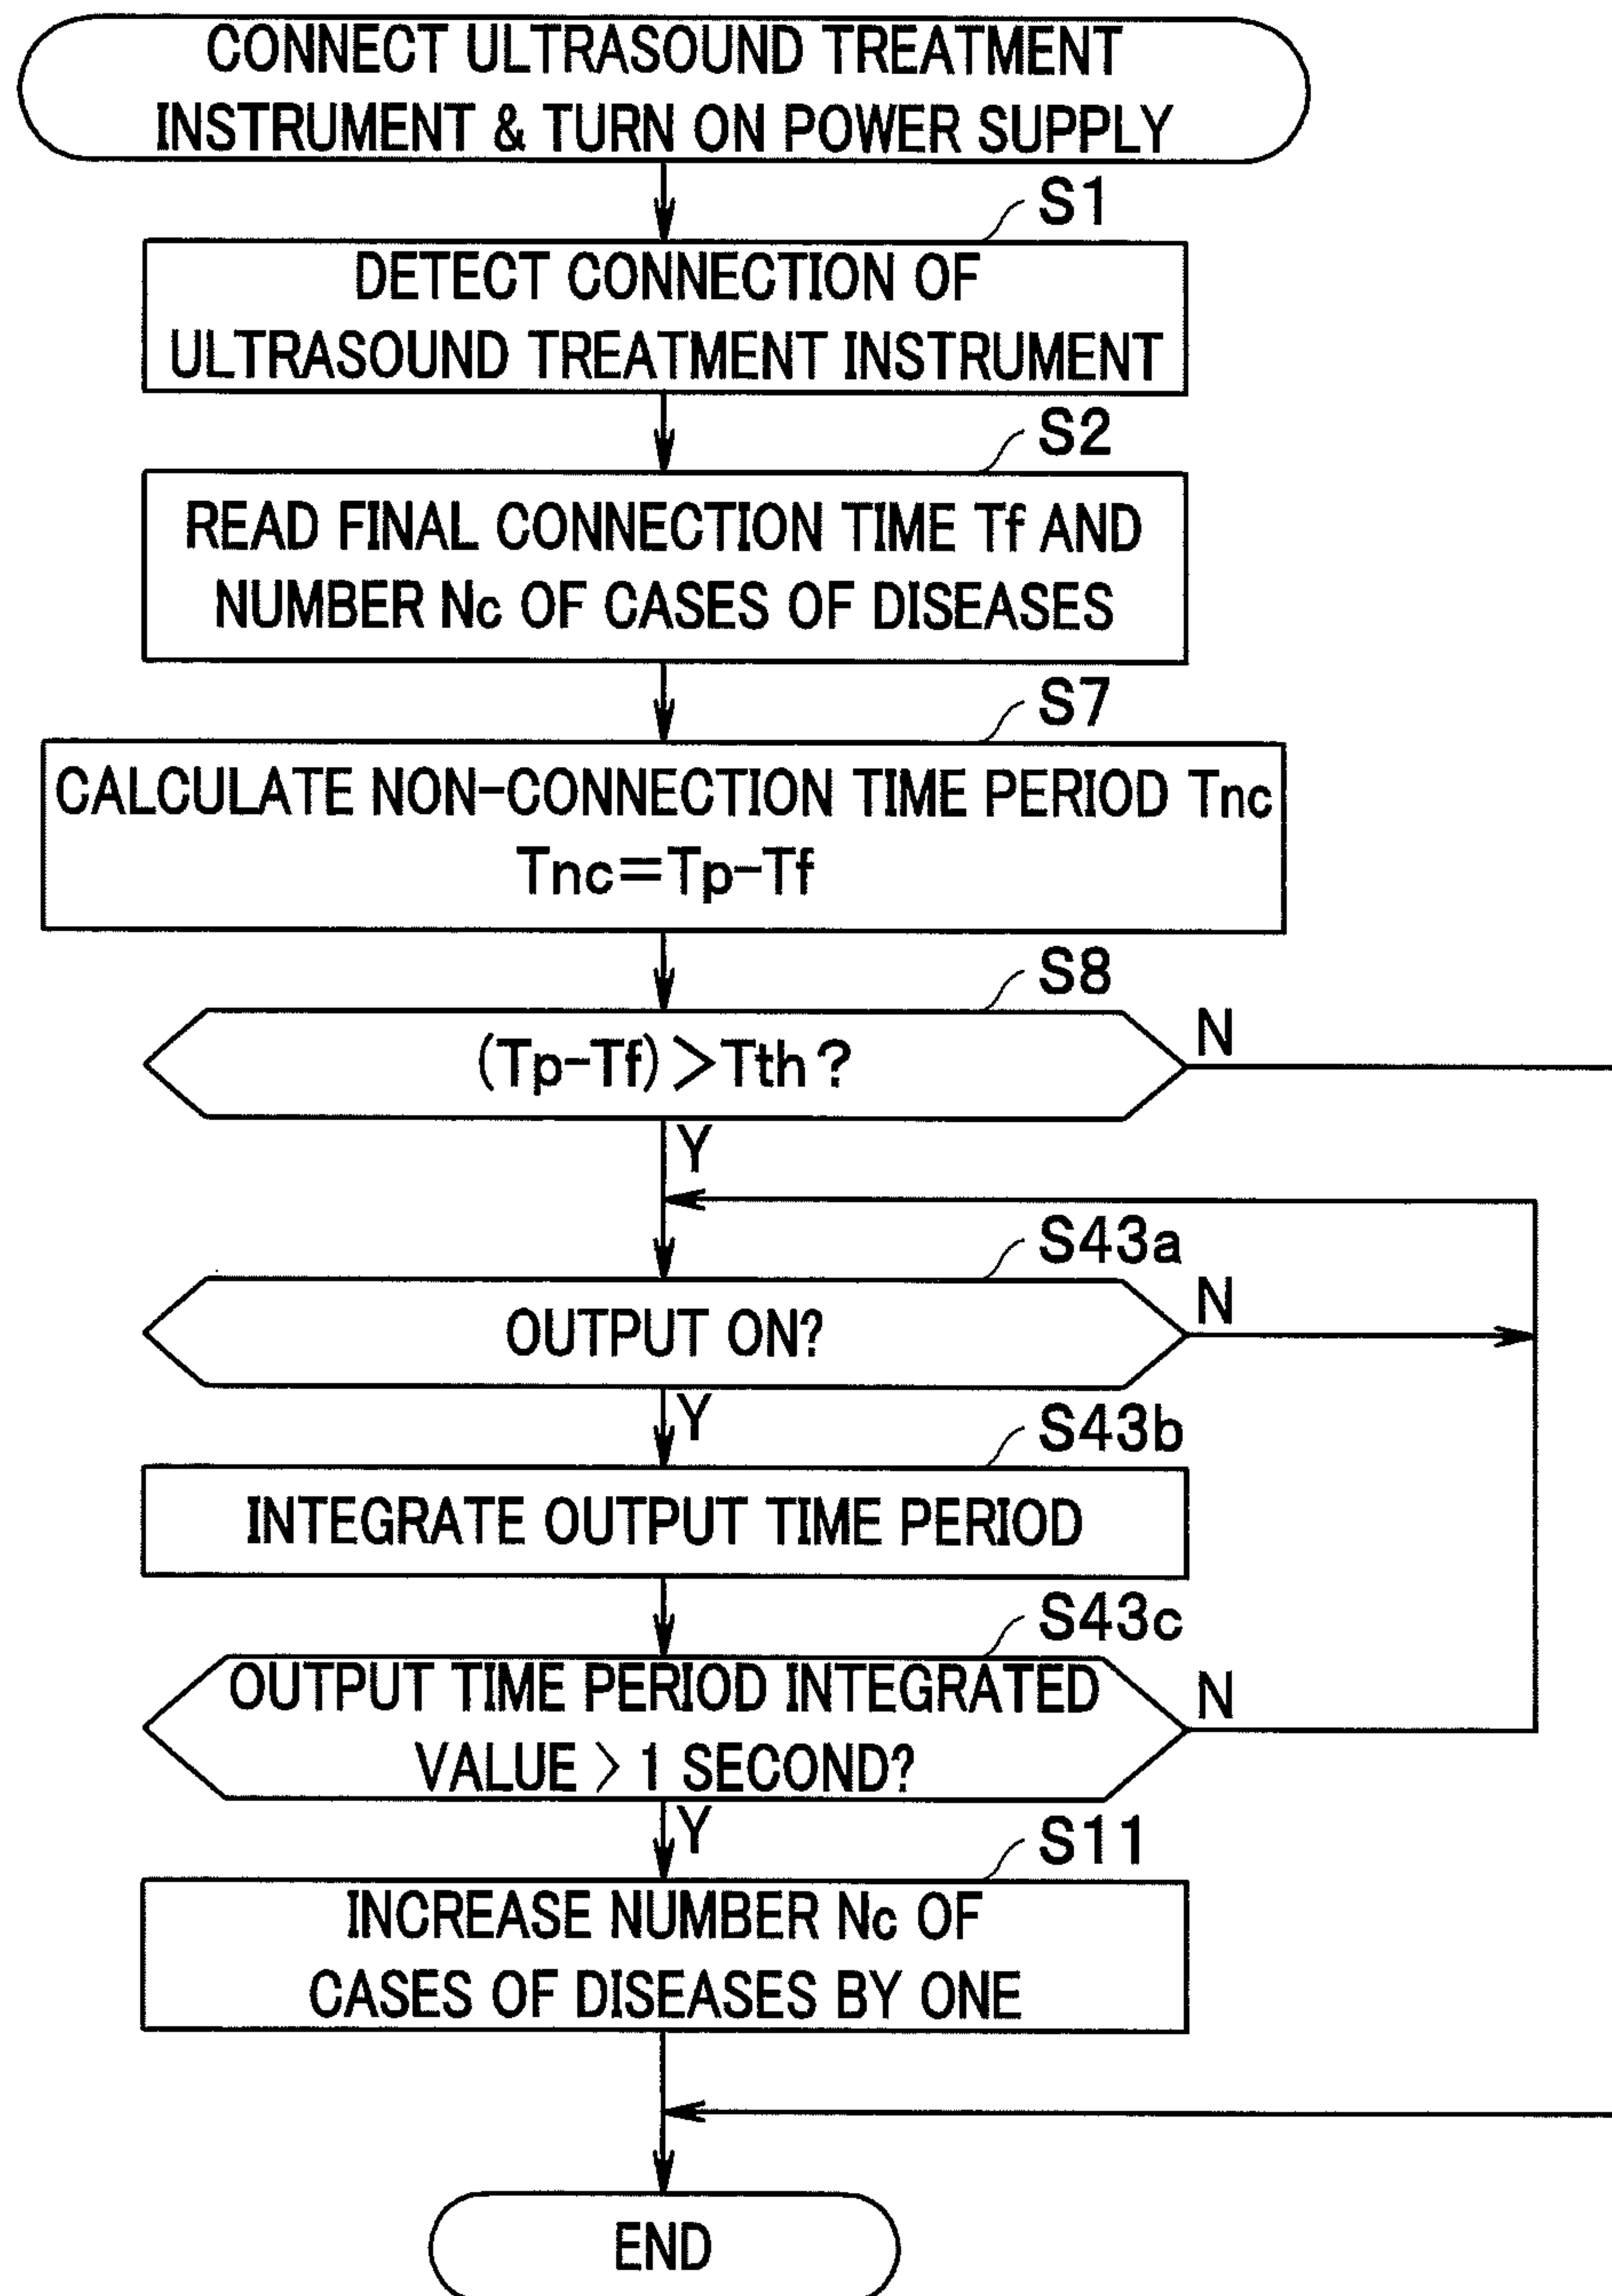 CONNECT ULTRASOUND TREATMENT
INSTRUMENT & TURN ON POWER SUPPLY
S1
DETECT CONNECTION OF
ULTRASOUND TREATMENT INSTRUMENT
S2
READ FINAL CONNECTION TIME Tf AND
NUMBER Nc OF CASES OF DISEASES
S7
CALCULATE NON-CONNECTION TIME PERIOD Tnc
Tnc=Tp-Tf
S8
(Tp-Tf)>Tth?
N
Y
S43a
OUTPUT ON?
N
Y
S43b
INTEGRATE OUTPUT TIME PERIOD
S43c
OUTPUT TIME PERIOD INTEGRATED
VALUE > 1 SECOND?
N
Y
S11
INCREASE NUMBER Nc OF
CASES OF DISEASES BY ONE
END